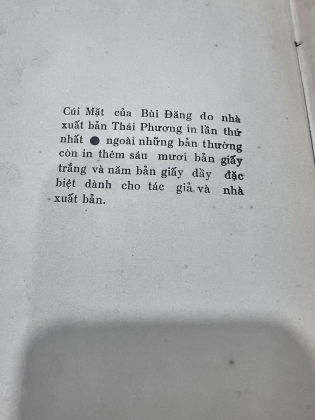 Cúi Mặt của Bùi Đăng do nhà
xuất bản Thái Phương in lần thứ
nhất ● ngoài những bản thường
còn in thêm sáu mươi bản giấy
trắng và năm bản giấy dầy đặc
biệt dành cho tác giả và nhà
xuất bản.